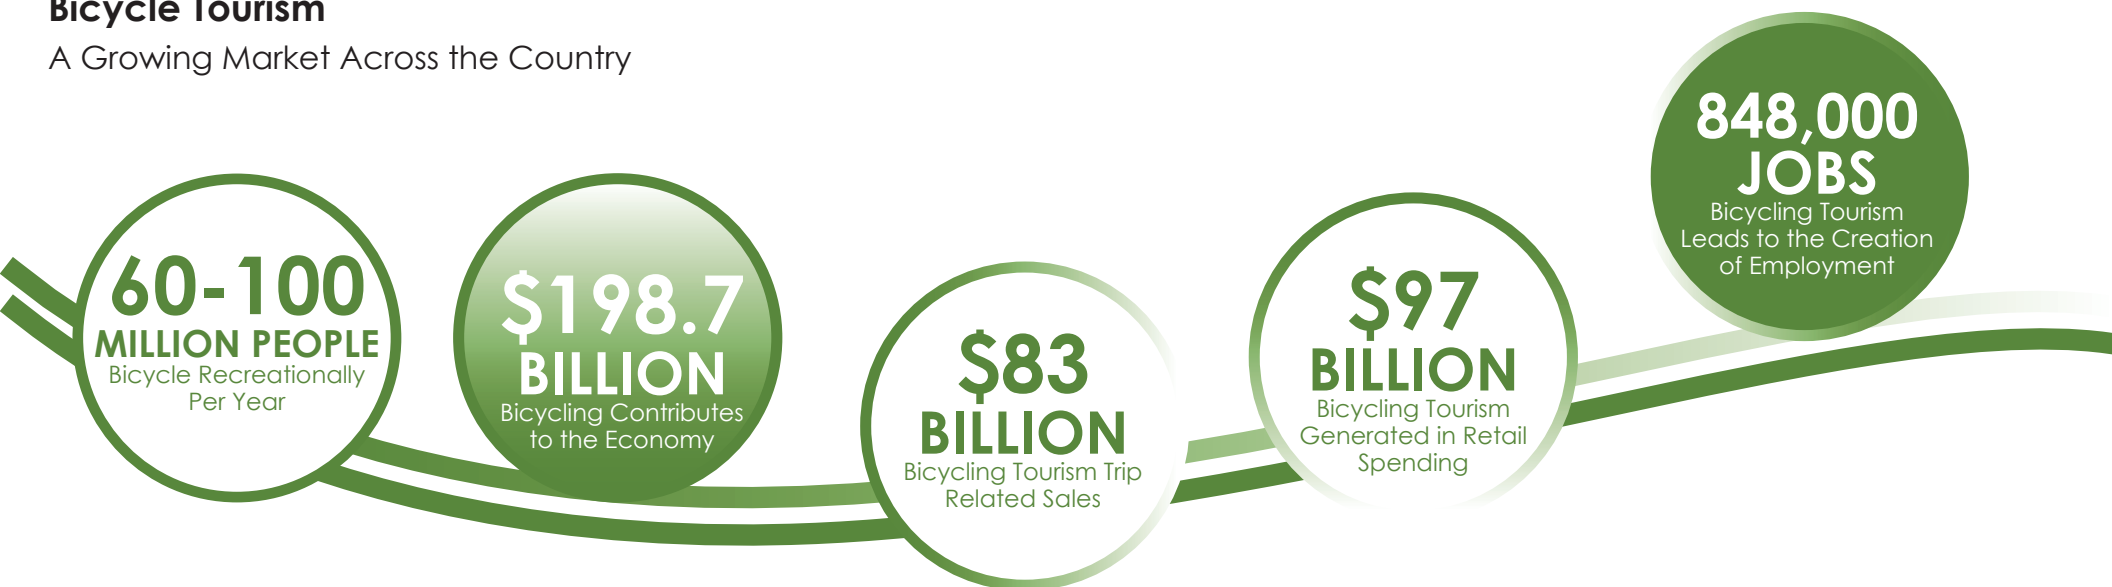 Bicycle Tourism
A Growing Market Across the Country
60-100
MILLION PEOPLE
Bicycle Recreationally
Per Year
$198.7
BILLION
Bicycling Contributes
to the Economy
$83
BILLION
Bicycling Tourism Trip
Related Sales
$97
BILLION
Bicycling Tourism
Generated in Retail
Spending
848,000
JOBS
Bicycling Tourism
Leads to the Creation
of Employment